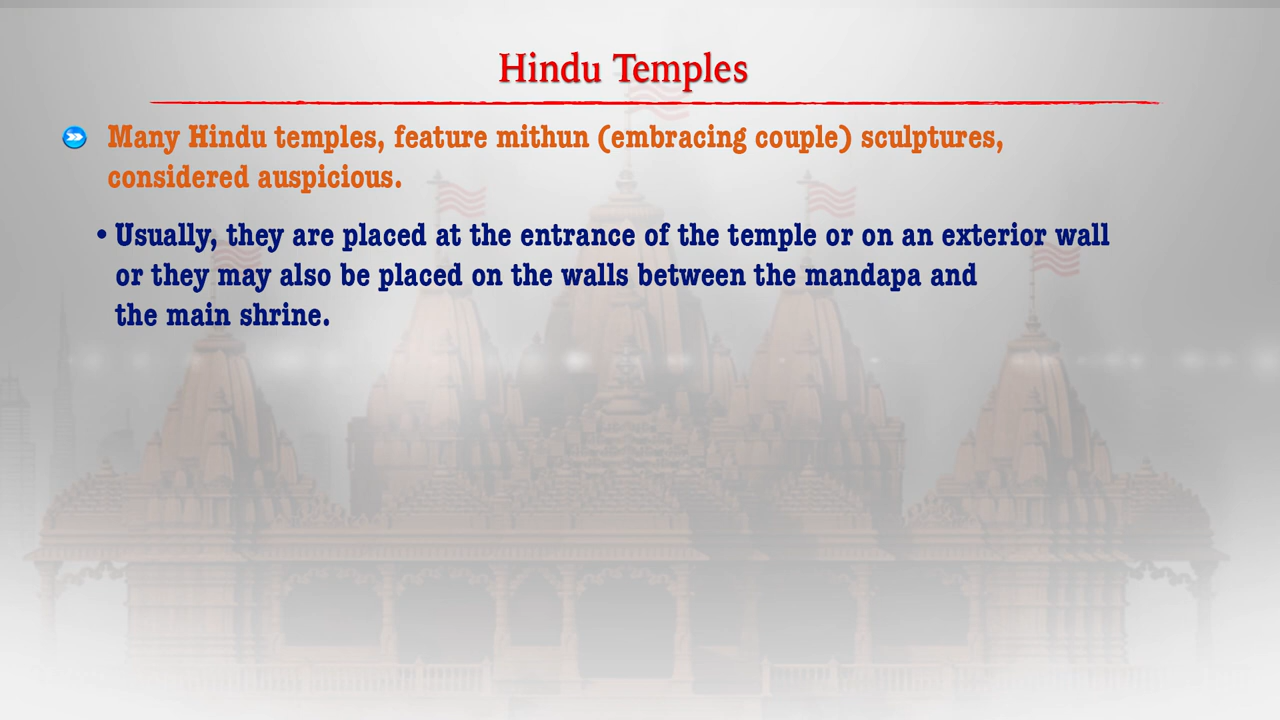 Hindu Temples
Many Hindu temples, feature mithun (embracing couple) sculptures,
considered auspicious.
• Usually, they are placed at the entrance of the temple or on an exterior wall
or they may also be placed on the walls between the mandapa and
the main shrine.